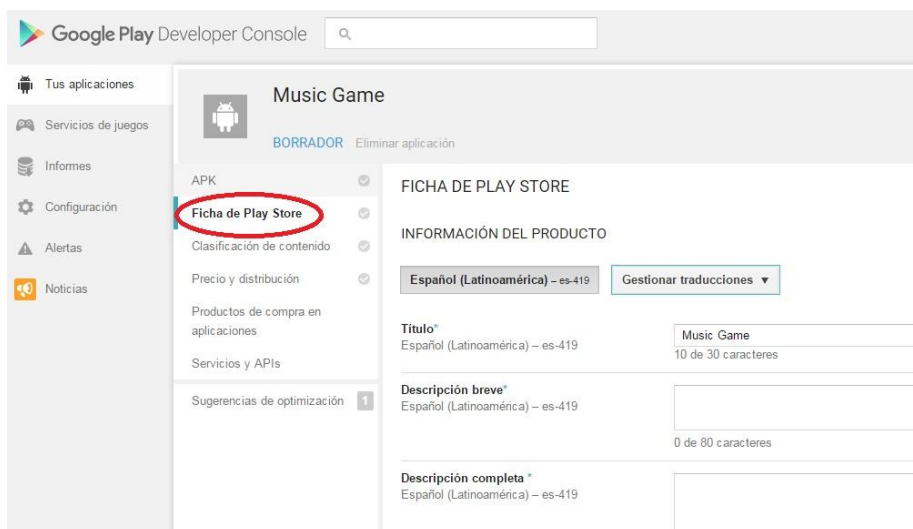 Google Play Developer Console
Tus aplicaciones
Servicios de juegos
Informes
Configuración
Alertas
Noticias
Music Game
BORRADOR Eliminar aplicación
APK
Ficha de Play Store
Clasificación de contenido
Precio y distribución
Productos de compra en
aplicaciones
Servicios y APIs
Sugerencias de optimización 1
FICHA DE PLAY STORE
INFORMACIÓN DEL PRODUCTO
Español (Latinoamérica) – es-419 Gestionar traducciones ▼
Título*
Español (Latinoamérica) – es-419
Music Game
10 de 30 caracteres
Descripción breve*
Español (Latinoamérica) – es-419
0 de 80 caracteres
Descripción completa *
Español (Latinoamérica) – es-419